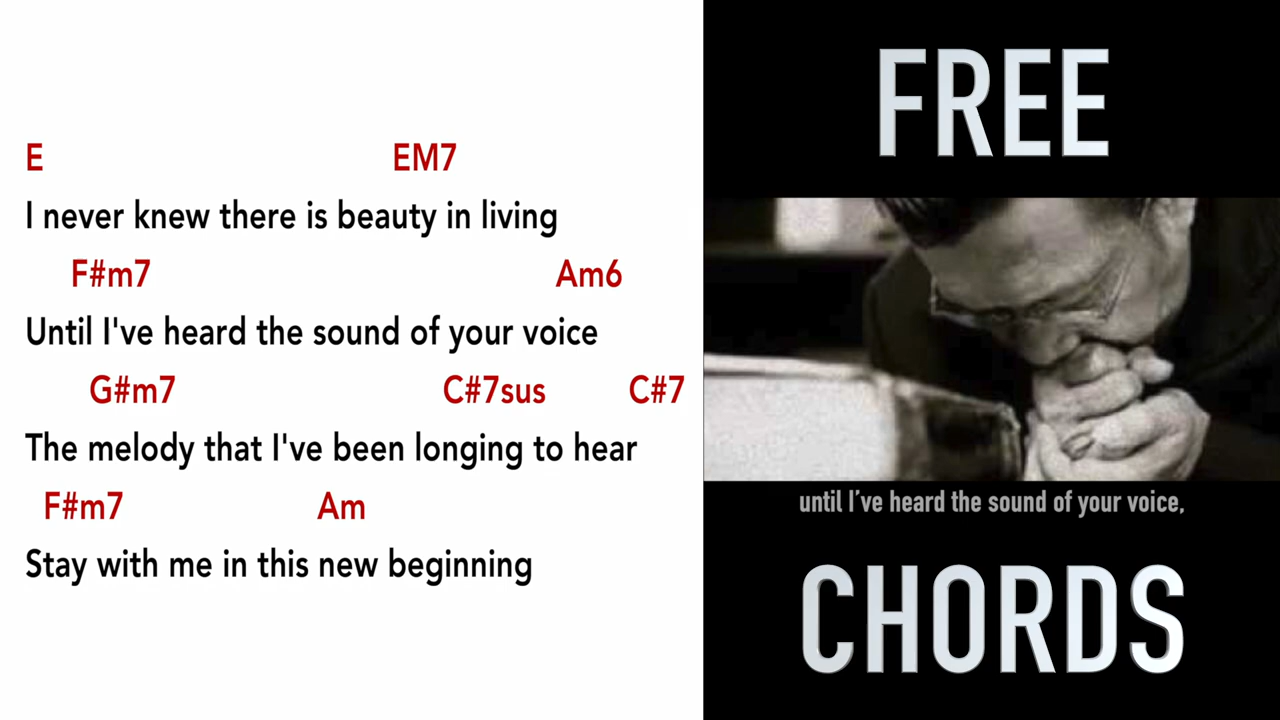 E EM7
I never knew there is beauty in living
F#m7 Am6
Until I've heard the sound of your voice
G#m7 C#7sus C#7
The melody that I've been longing to hear
F#m7 Am
Stay with me in this new beginning
FREE
until I've heard the sound of your voice,
CHORDS